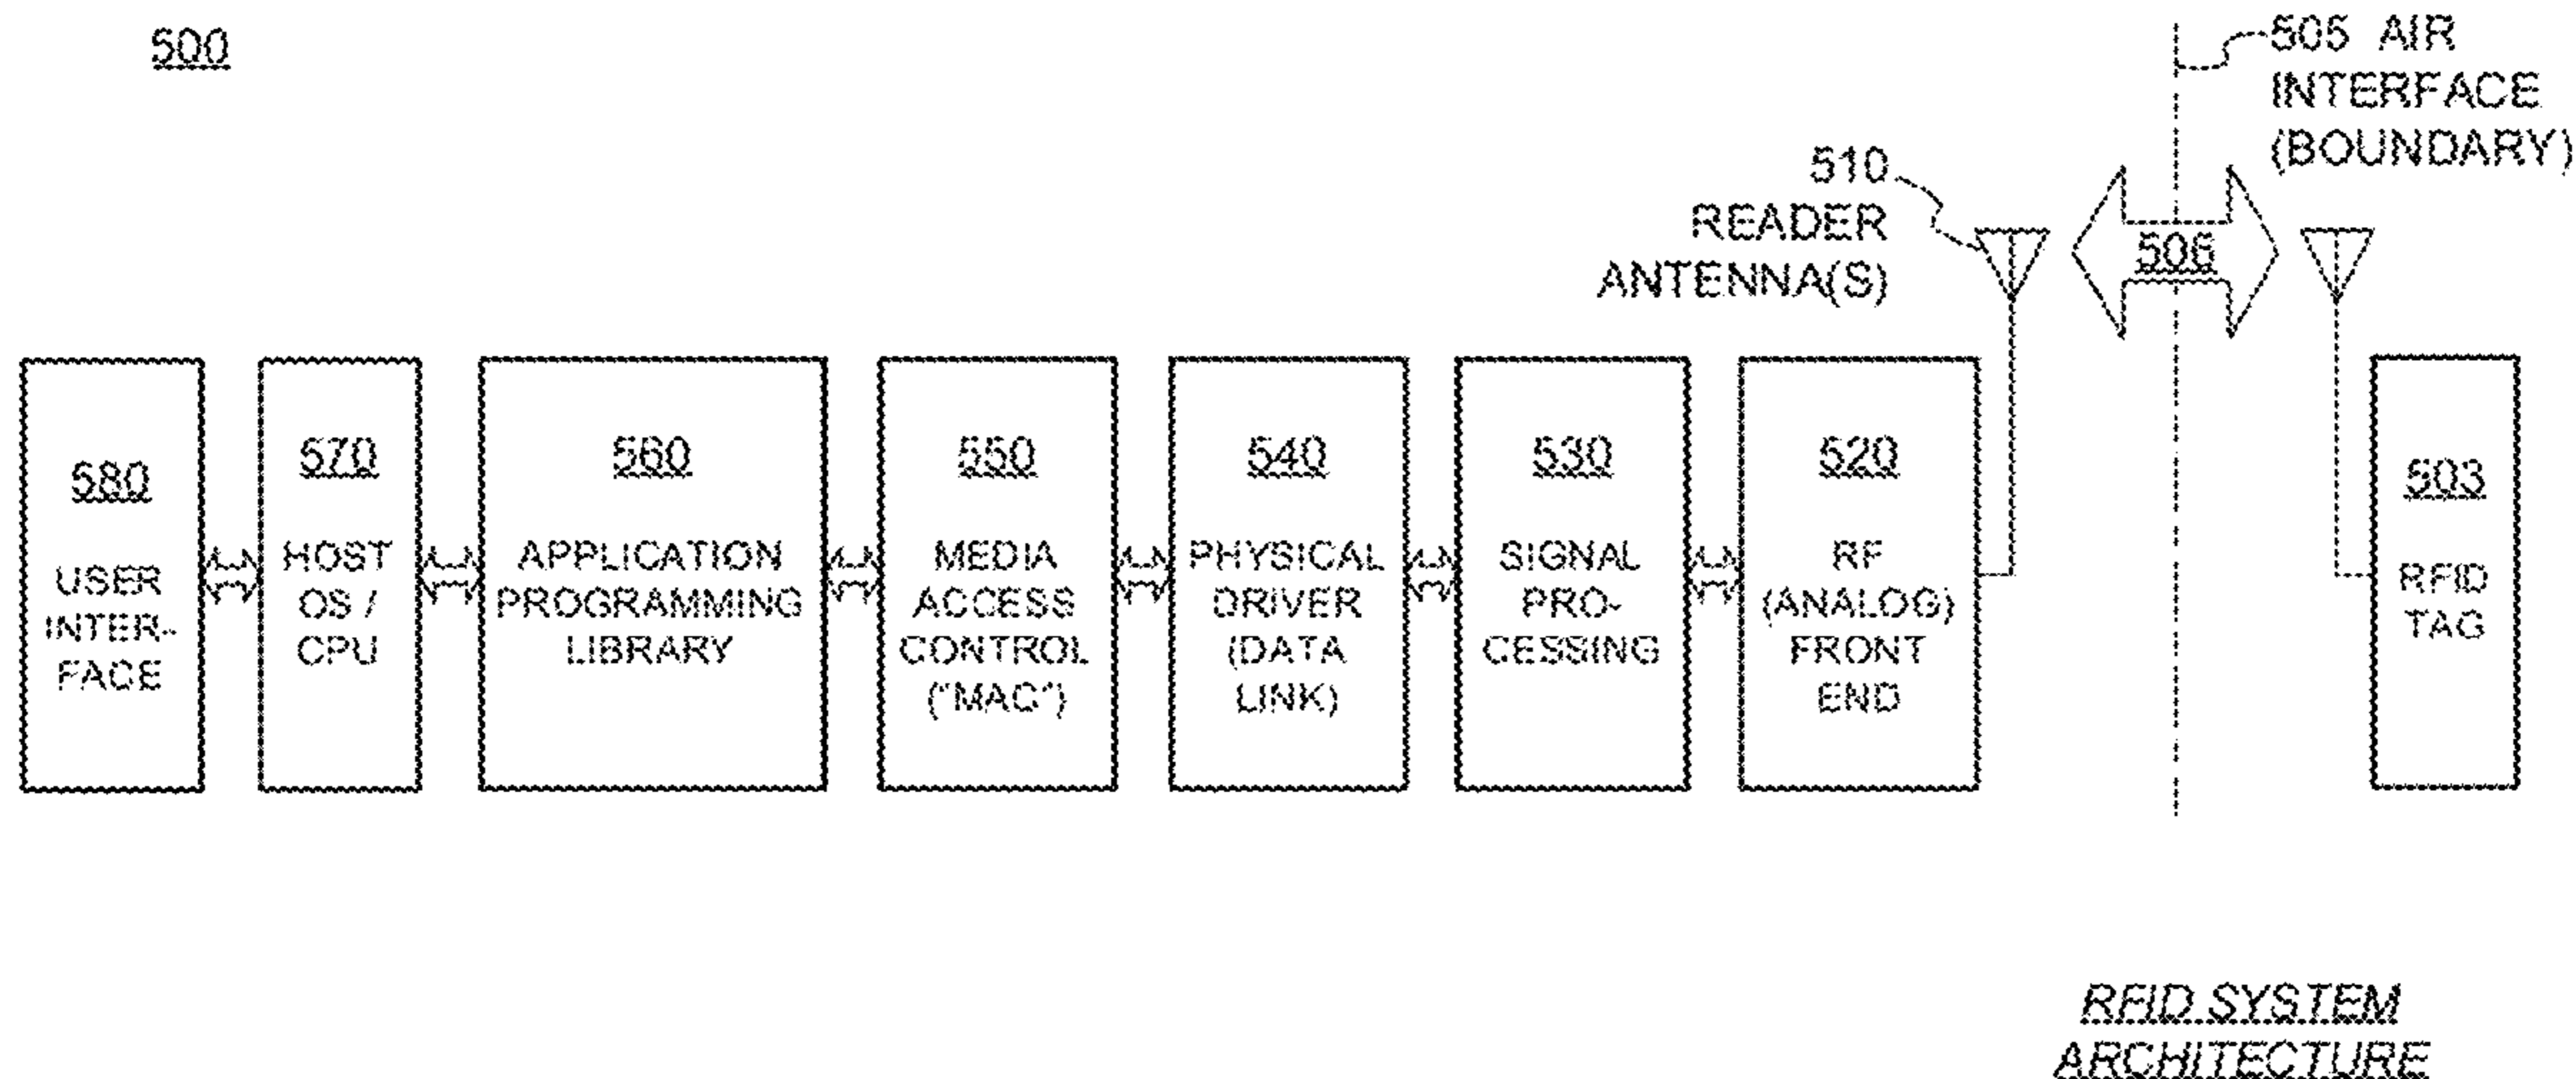 500
505 AIR
INTERFACE
(BOUNDARY)
510
READER
ANTENNA(S)
506
580
USER
INTER-
FACE
570
HOST
OS /
CPU
560
APPLICATION
PROGRAMMING
LIBRARY
550
MEDIA
ACCESS
CONTROL
("MAC")
540
PHYSICAL
DRIVER
(DATA
LINK)
530
SIGNAL
PRO-
CESSING
520
RF
(ANALOG)
FRONT
END
503
RFID
TAG
RFID SYSTEM
ARCHITECTURE